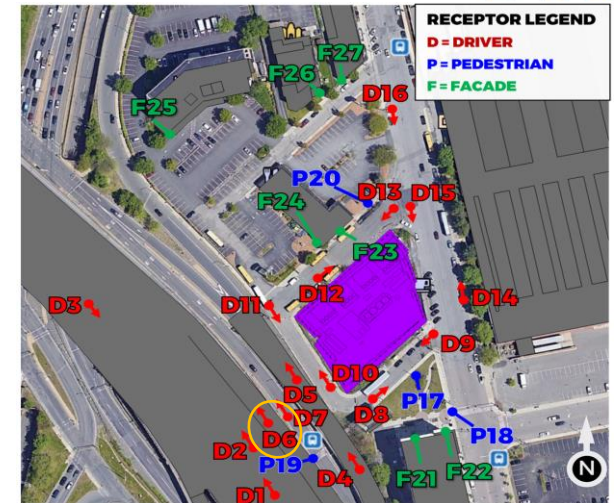 RECEPTOR LEGEND
D = DRIVER
P = PEDESTRIAN
F = FACADE
F27
F26
F25
D16
P20
D13
D15
F24
F23
D12
D14
D3
D11
D9
D10
D5
D7
D8
P17
D6
P18
D2
P19
D4
F21
F22
D1
N